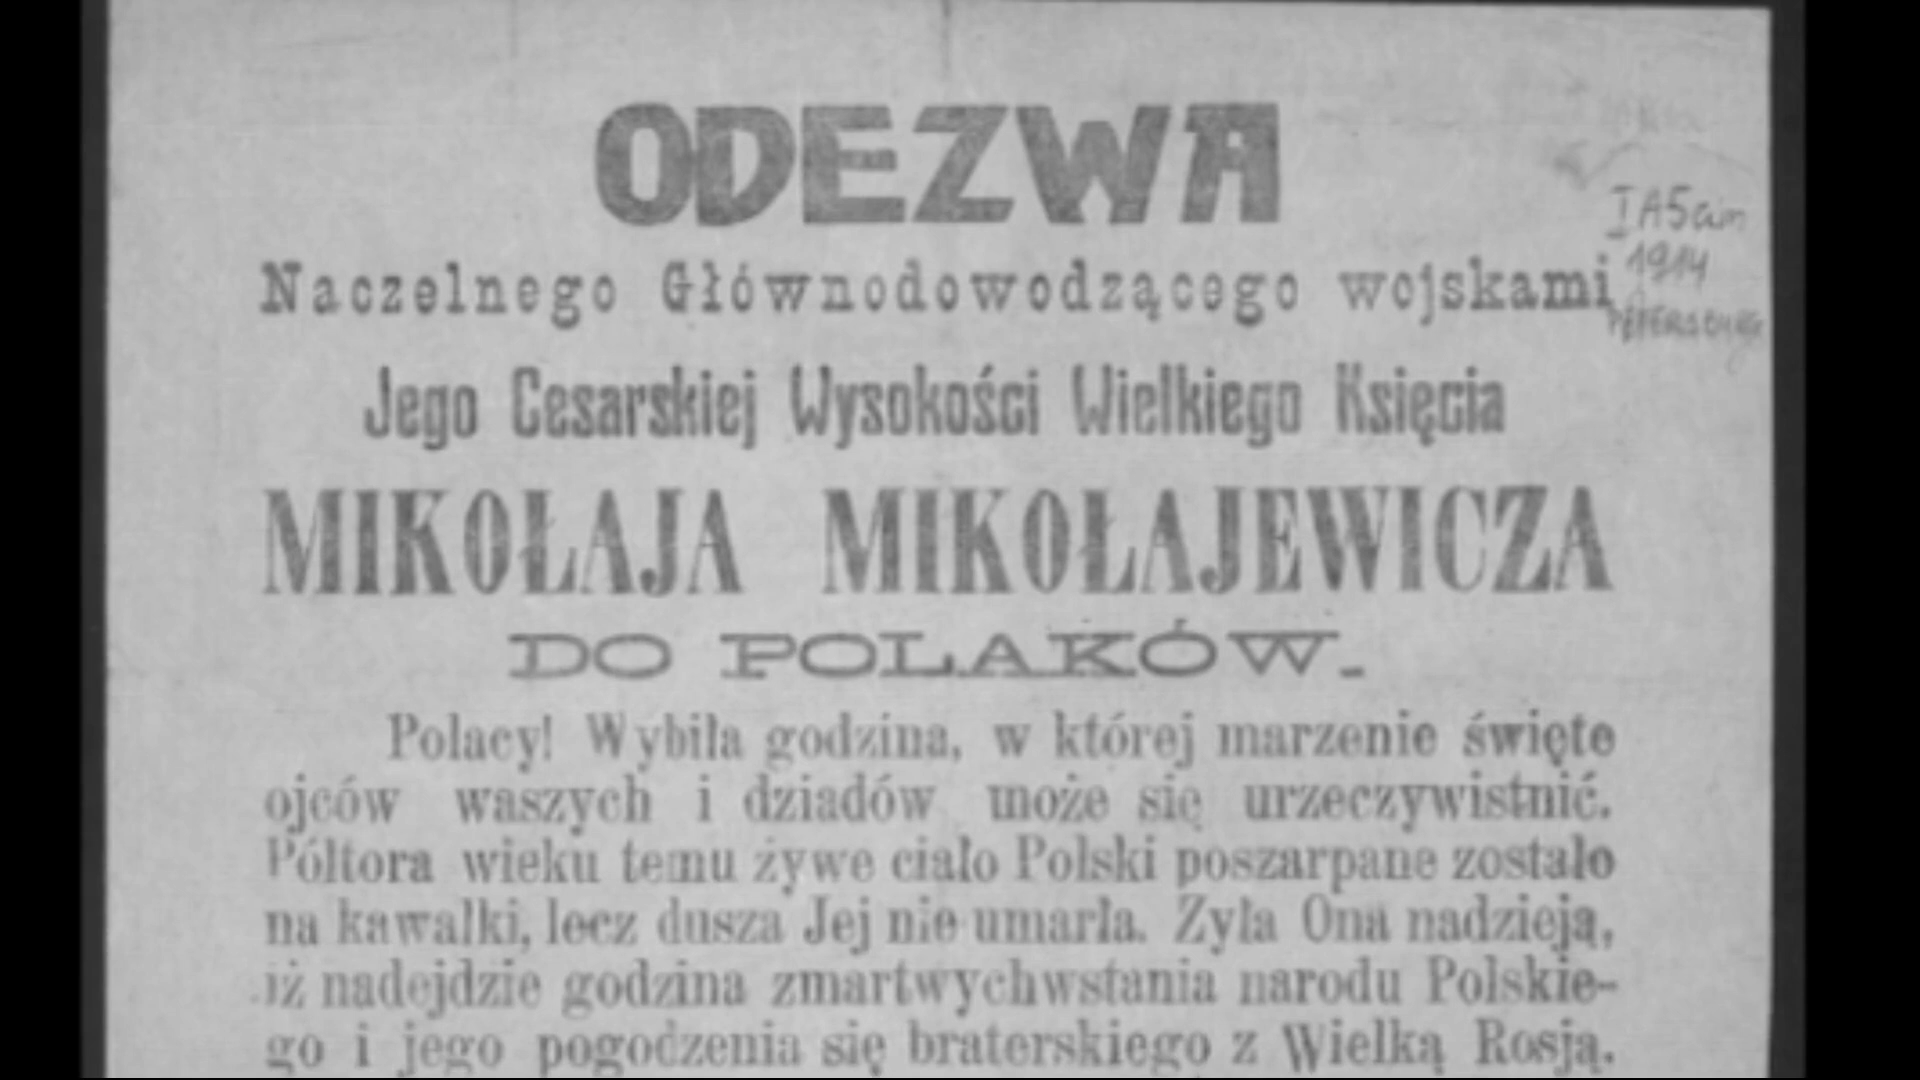 ODEZWA
Naczelnego Głównodowodzącego wojskami
Jego Cesarskiej Wysokości Wielkiego Księcia
MIKOŁAJA MIKOŁAJEWICZA
DO POLAKÓW.
Polacy! Wybiła godzina, w której marzenie święte
ojców waszych i dziadów może się urzeczywistnić.
Półtora wieku temu żywe ciało Polski poszarpane zostało
na kawałki, lecz dusza Jej nie umarła. Żyła Ona nadzieją,
iż nadejdzie godzina zmartwychwstania narodu Polskie-
go i jego pogodzenia się braterskiego z Wielką Rosją.
I A5
1914